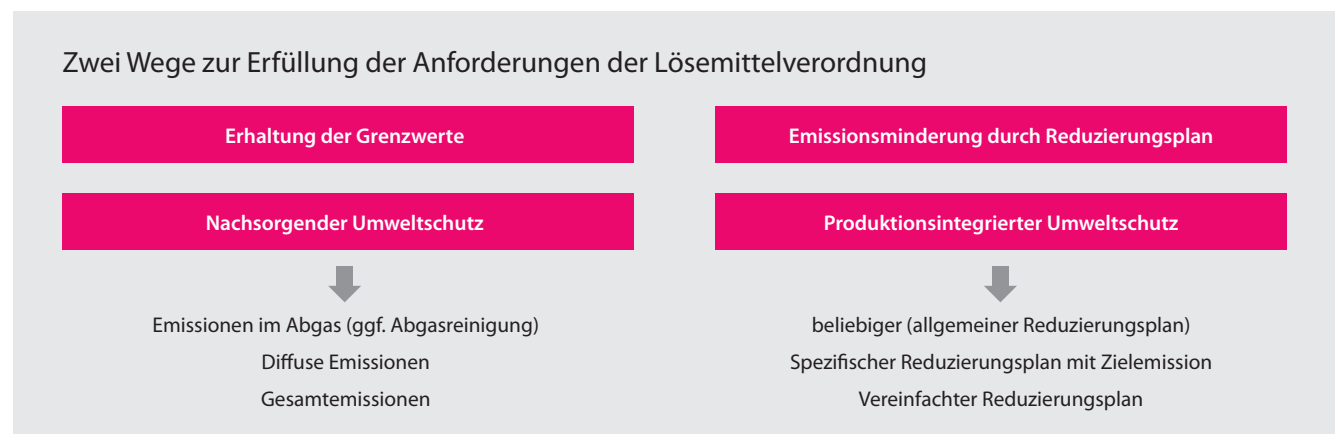 Zwei Wege zur Erfüllung der Anforderungen der Lösemittelverordnung
Erhaltung der Grenzwerte
Nachsorgender Umweltschutz
Emissionen im Abgas (ggf. Abgasreinigung)
Diffuse Emissionen
Gesamtemissionen
Emissionsminderung durch Reduzierungsplan
Produktionsintegrierter Umweltschutz
beliebiger (allgemeiner Reduzierungsplan)
Spezifischer Reduzierungsplan mit Zielemission
Vereinfachter Reduzierungsplan